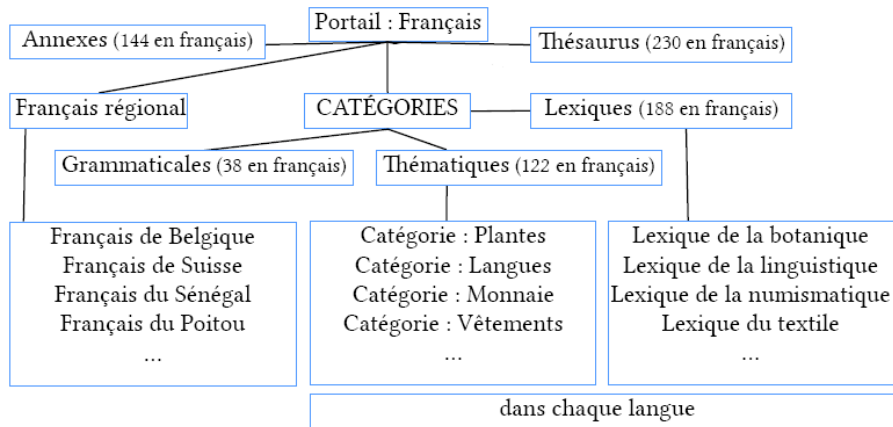 Portail : Français
Annexes (144 en français)
Thésaurus (230 en français)
Français régional
CATÉGORIES
Lexiques (188 en français)
Grammaticales (38 en français)
Thématiques (122 en français)
Français de Belgique
Français de Suisse
Français du Sénégal
Français du Poitou
...
Catégorie : Plantes
Catégorie : Langues
Catégorie : Monnaie
Catégorie : Vêtements
...
Lexique de la botanique
Lexique de la linguistique
Lexique de la numismatique
Lexique du textile
...
dans chaque langue